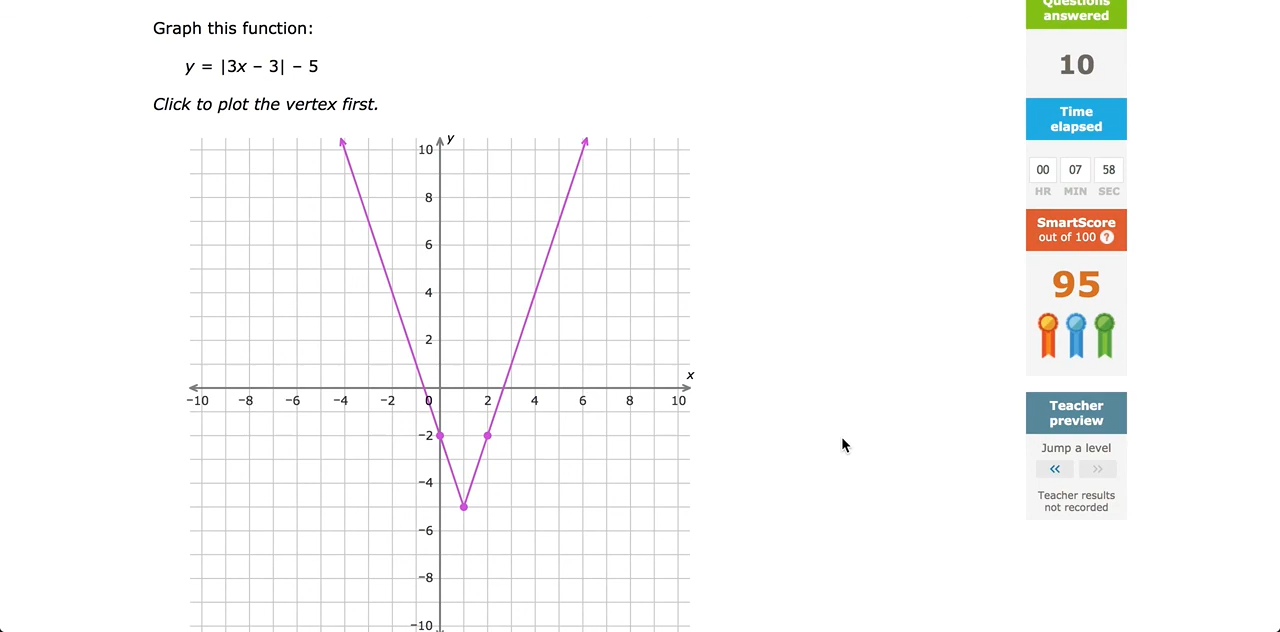 Graph this function:
y = |3x – 3| – 5
Click to plot the vertex first.
y
10
8
6
4
2
x
–10 –8 –6 –4 –2 0 2 4 6 8 10
–2
–4
–6
–8
–10
Questions
answered
10
Time
elapsed
00 07 58
HR MIN SEC
SmartScore
out of 100 ?
95
Teacher
preview
Jump a level
Teacher results
not recorded